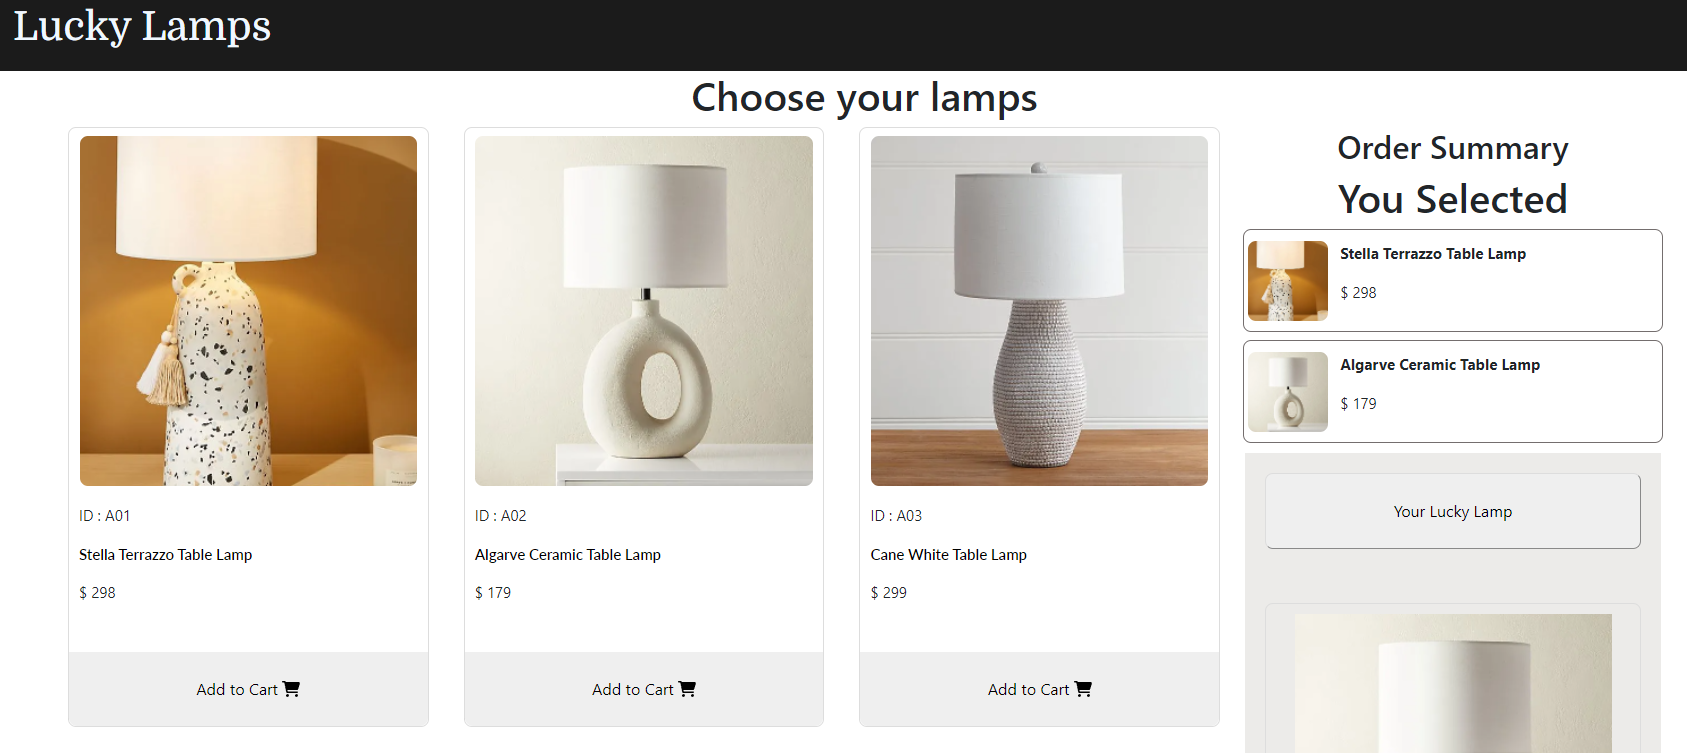 Lucky Lamps
Choose your lamps
ID : A01
Stella Terrazzo Table Lamp
$ 298
Add to Cart
ID : A02
Algarve Ceramic Table Lamp
$ 179
Add to Cart
ID : A03
Cane White Table Lamp
$ 299
Add to Cart
Order Summary
You Selected
Stella Terrazzo Table Lamp
$ 298
Algarve Ceramic Table Lamp
$ 179
Your Lucky Lamp